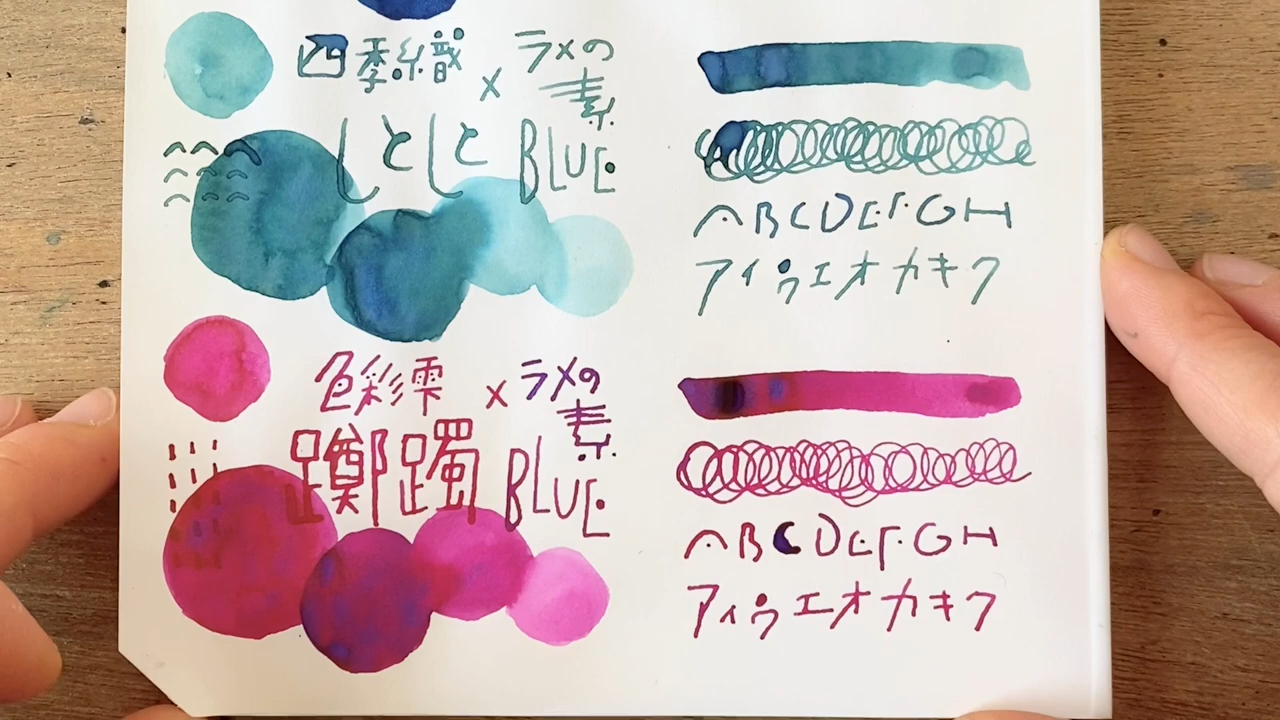 四季織 × ラメの素
しとしと BLUE
ABCDEFGH
アイウエオカキク
色彩雫 × ラメの素
躑躅 BLUE
ABCDEFGH
アイウエオカキク